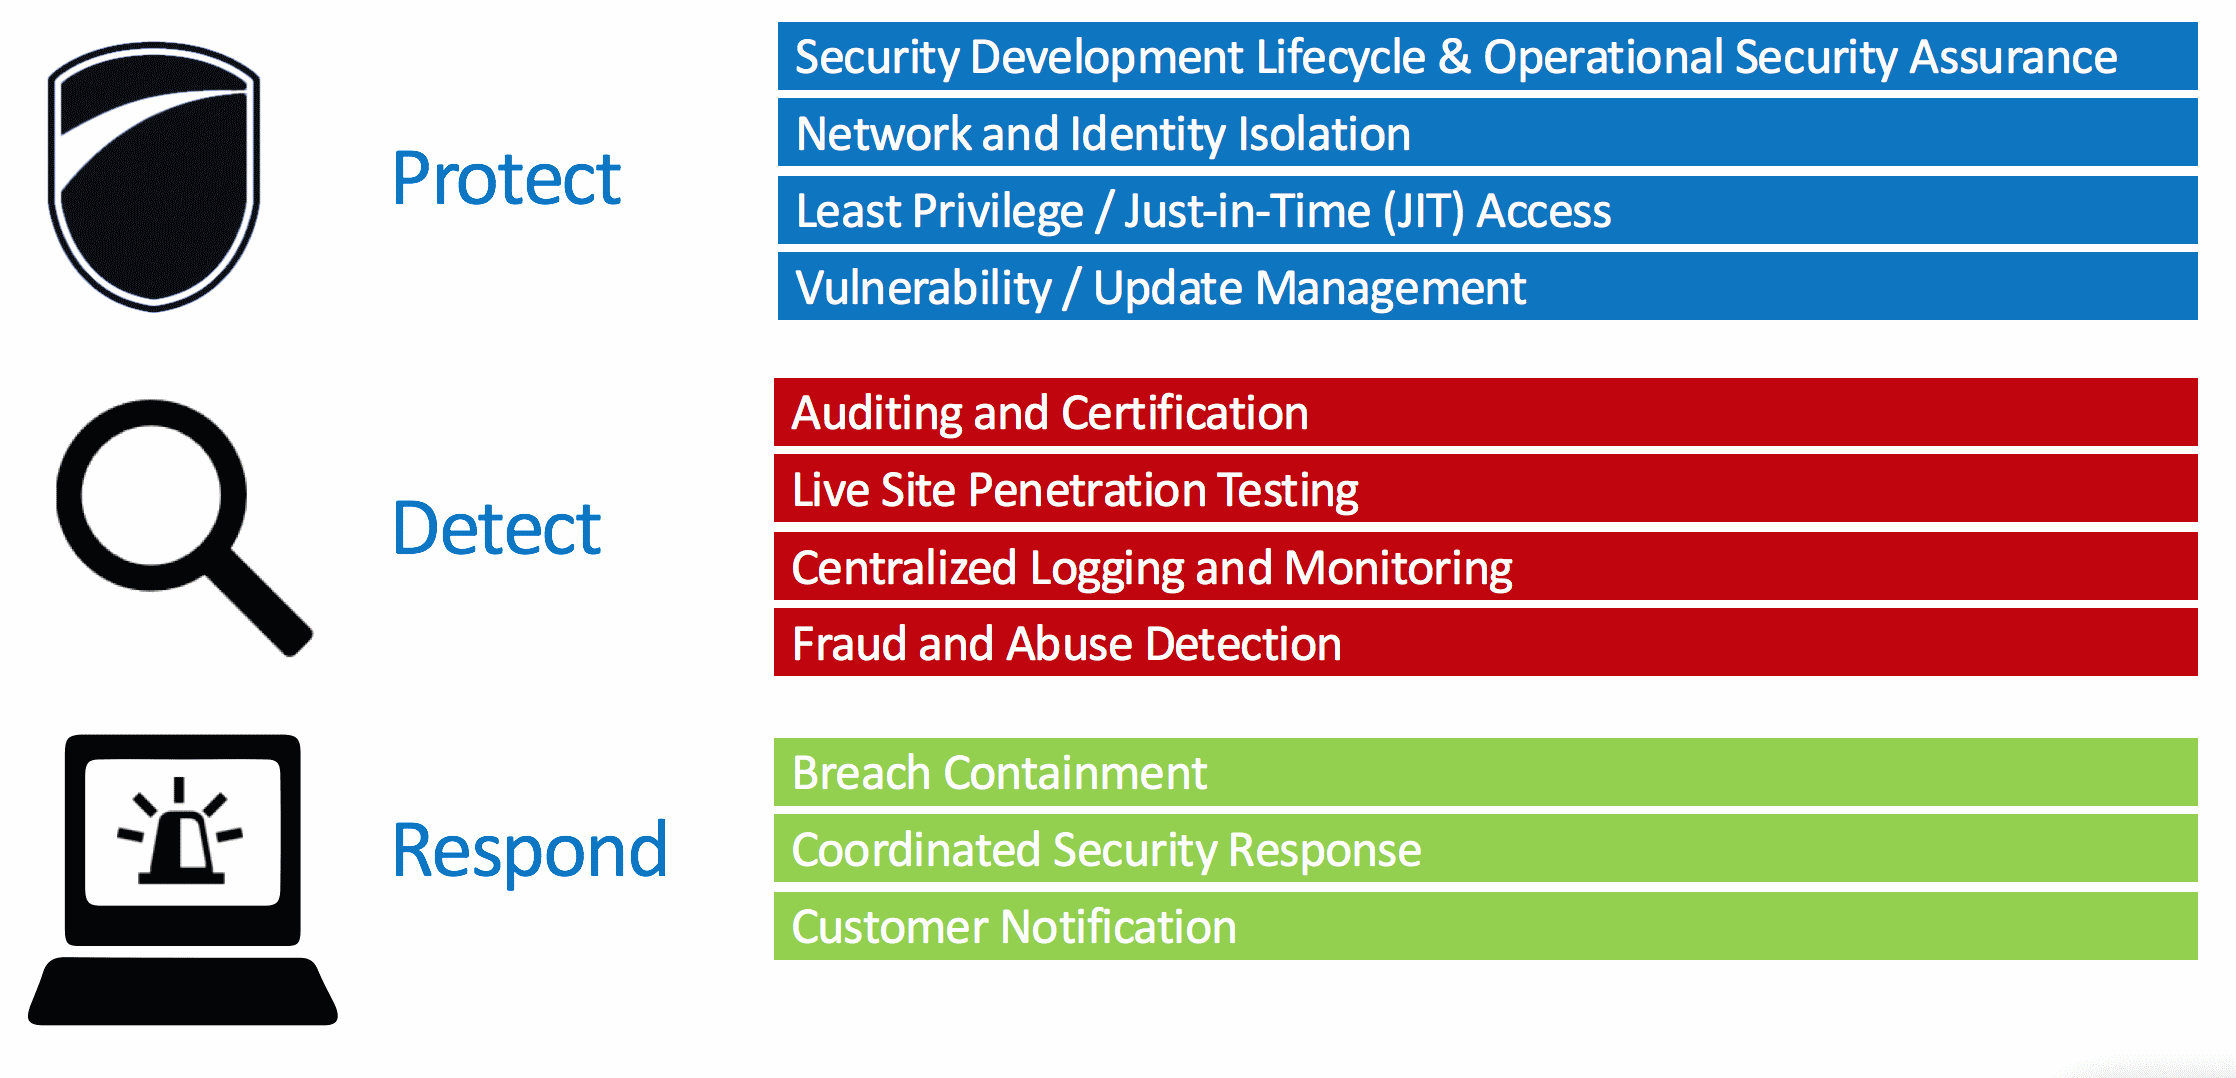 Protect
Security Development Lifecycle & Operational Security Assurance
Network and Identity Isolation
Least Privilege / Just-in-Time (JIT) Access
Vulnerability / Update Management
Detect
Auditing and Certification
Live Site Penetration Testing
Centralized Logging and Monitoring
Fraud and Abuse Detection
Respond
Breach Containment
Coordinated Security Response
Customer Notification